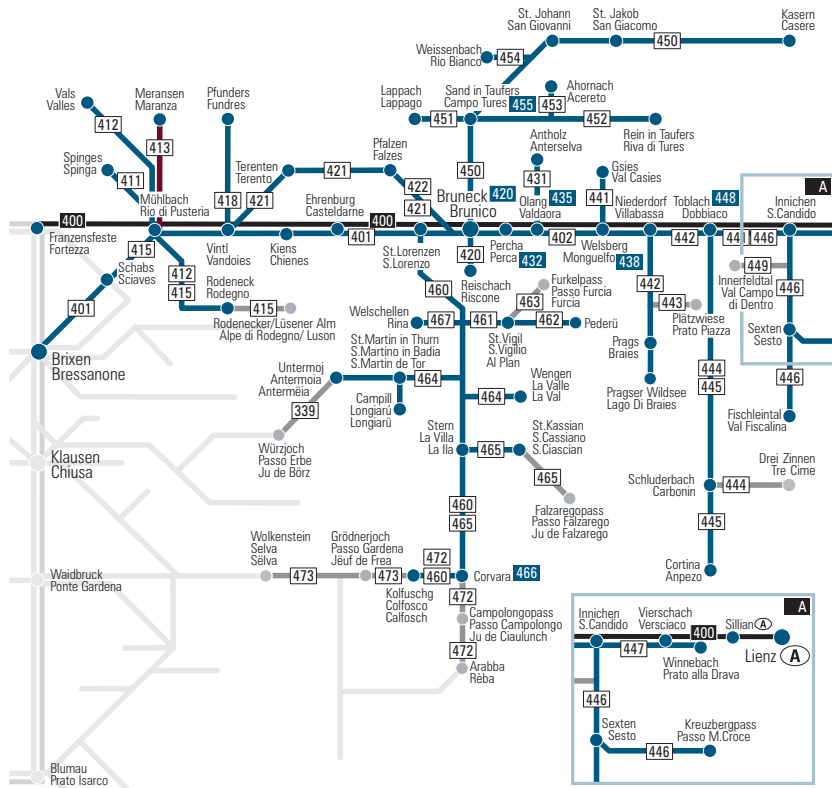 St. Johann
San Giovanni
St. Jakob
San Giacomo
450
Kasern
Casere
Weissenbach
Rio Bianco
454
Vals
Valles
412
Meransen
Maranza
413
Pfunders
Fundres
Lappach
Lappago
451
Sand in Taufers
Campo Tures
455
Ahornach
Acereto
453
452
Rein in Taufers
Riva di Tures
Spinges
Spinga
411
Terenten
Terento
421
Pfalzen
Falzes
450
Antholz
Anterselva
431
Gsies
Val Casies
Mühlbach
Rio di Pusteria
418
421
Ehrenburg
Casteldarne
422
421
Bruneck
Brunico
420
Olang
Valdaora
435
441
Niederdorf
Villabassa
Toblach
Dobbiaco
448
Innichen
S.Candido
A
400
400
Franzensfeste
Fortezza
415
Vintl
Vandoies
Kiens
Chienes
401
St.Lorenzen
S.Lorenzo
420
Percha
Perca
432
402
Welsberg
Monguelfo
438
442
446
Schabs
Sciaves
412
415
Rodeneck
Rodegno
415
Rodenecker/Lüsener Alm
Alpe di Rodegno/ Luson
401
Reischach
Riscone
460
Furkelpass
Passo Furcia
Furcia
463
442
443
Plätzwiese
Prato Piazza
449
Innerfeldtal
Val Campo
di Dentro
446
Brixen
Bressanone
Welschellen
Rina
467
461
462
Pederü
St.Vigil
S.Vigilio
Al Plan
Prags
Braies
Sexten
Sesto
St.Martin in Thurn
S.Martino in Badia
S.Martin de Tor
Untermoj
Antermoia
Antermëia
464
Wengen
La Valle
La Val
464
444
445
446
Pragser Wildsee
Lago Di Braies
339
Campill
Longiarú
Longiarü
Fischleintal
Val Fiscalina
Würzjoch
Passo Erbe
Ju de Börz
Stern
La Villa
La Ila
465
St.Kassian
S.Cassiano
S.Ciascian
465
Klausen
Chiusa
Drei Zinnen
Tre Cime
Schluderbach
Carbonin
444
460
465
Falzaregopass
Passo Falzarego
Ju de Falzarego
445
Wolkenstein
Selva
Sëlva
Grödnerjoch
Passo Gardena
Jëuf de Frea
472
473
473
460
Corvara
466
Cortina
Anpezo
Waidbruck
Ponte Gardena
Kolfuschg
Colfosco
Calfosch
472
Campolongopass
Passo Campolongo
Ju de Ciaulunch
472
Arabba
Rèba
A
Innichen
S.Candido
Vierschach
Versciaco
400
Sillian
A
447
Winnebach
Prato alla Drava
Lienz
A
446
Sexten
Sesto
446
Kreuzbergpass
Passo M.Croce
Blumau
Prato Isarco